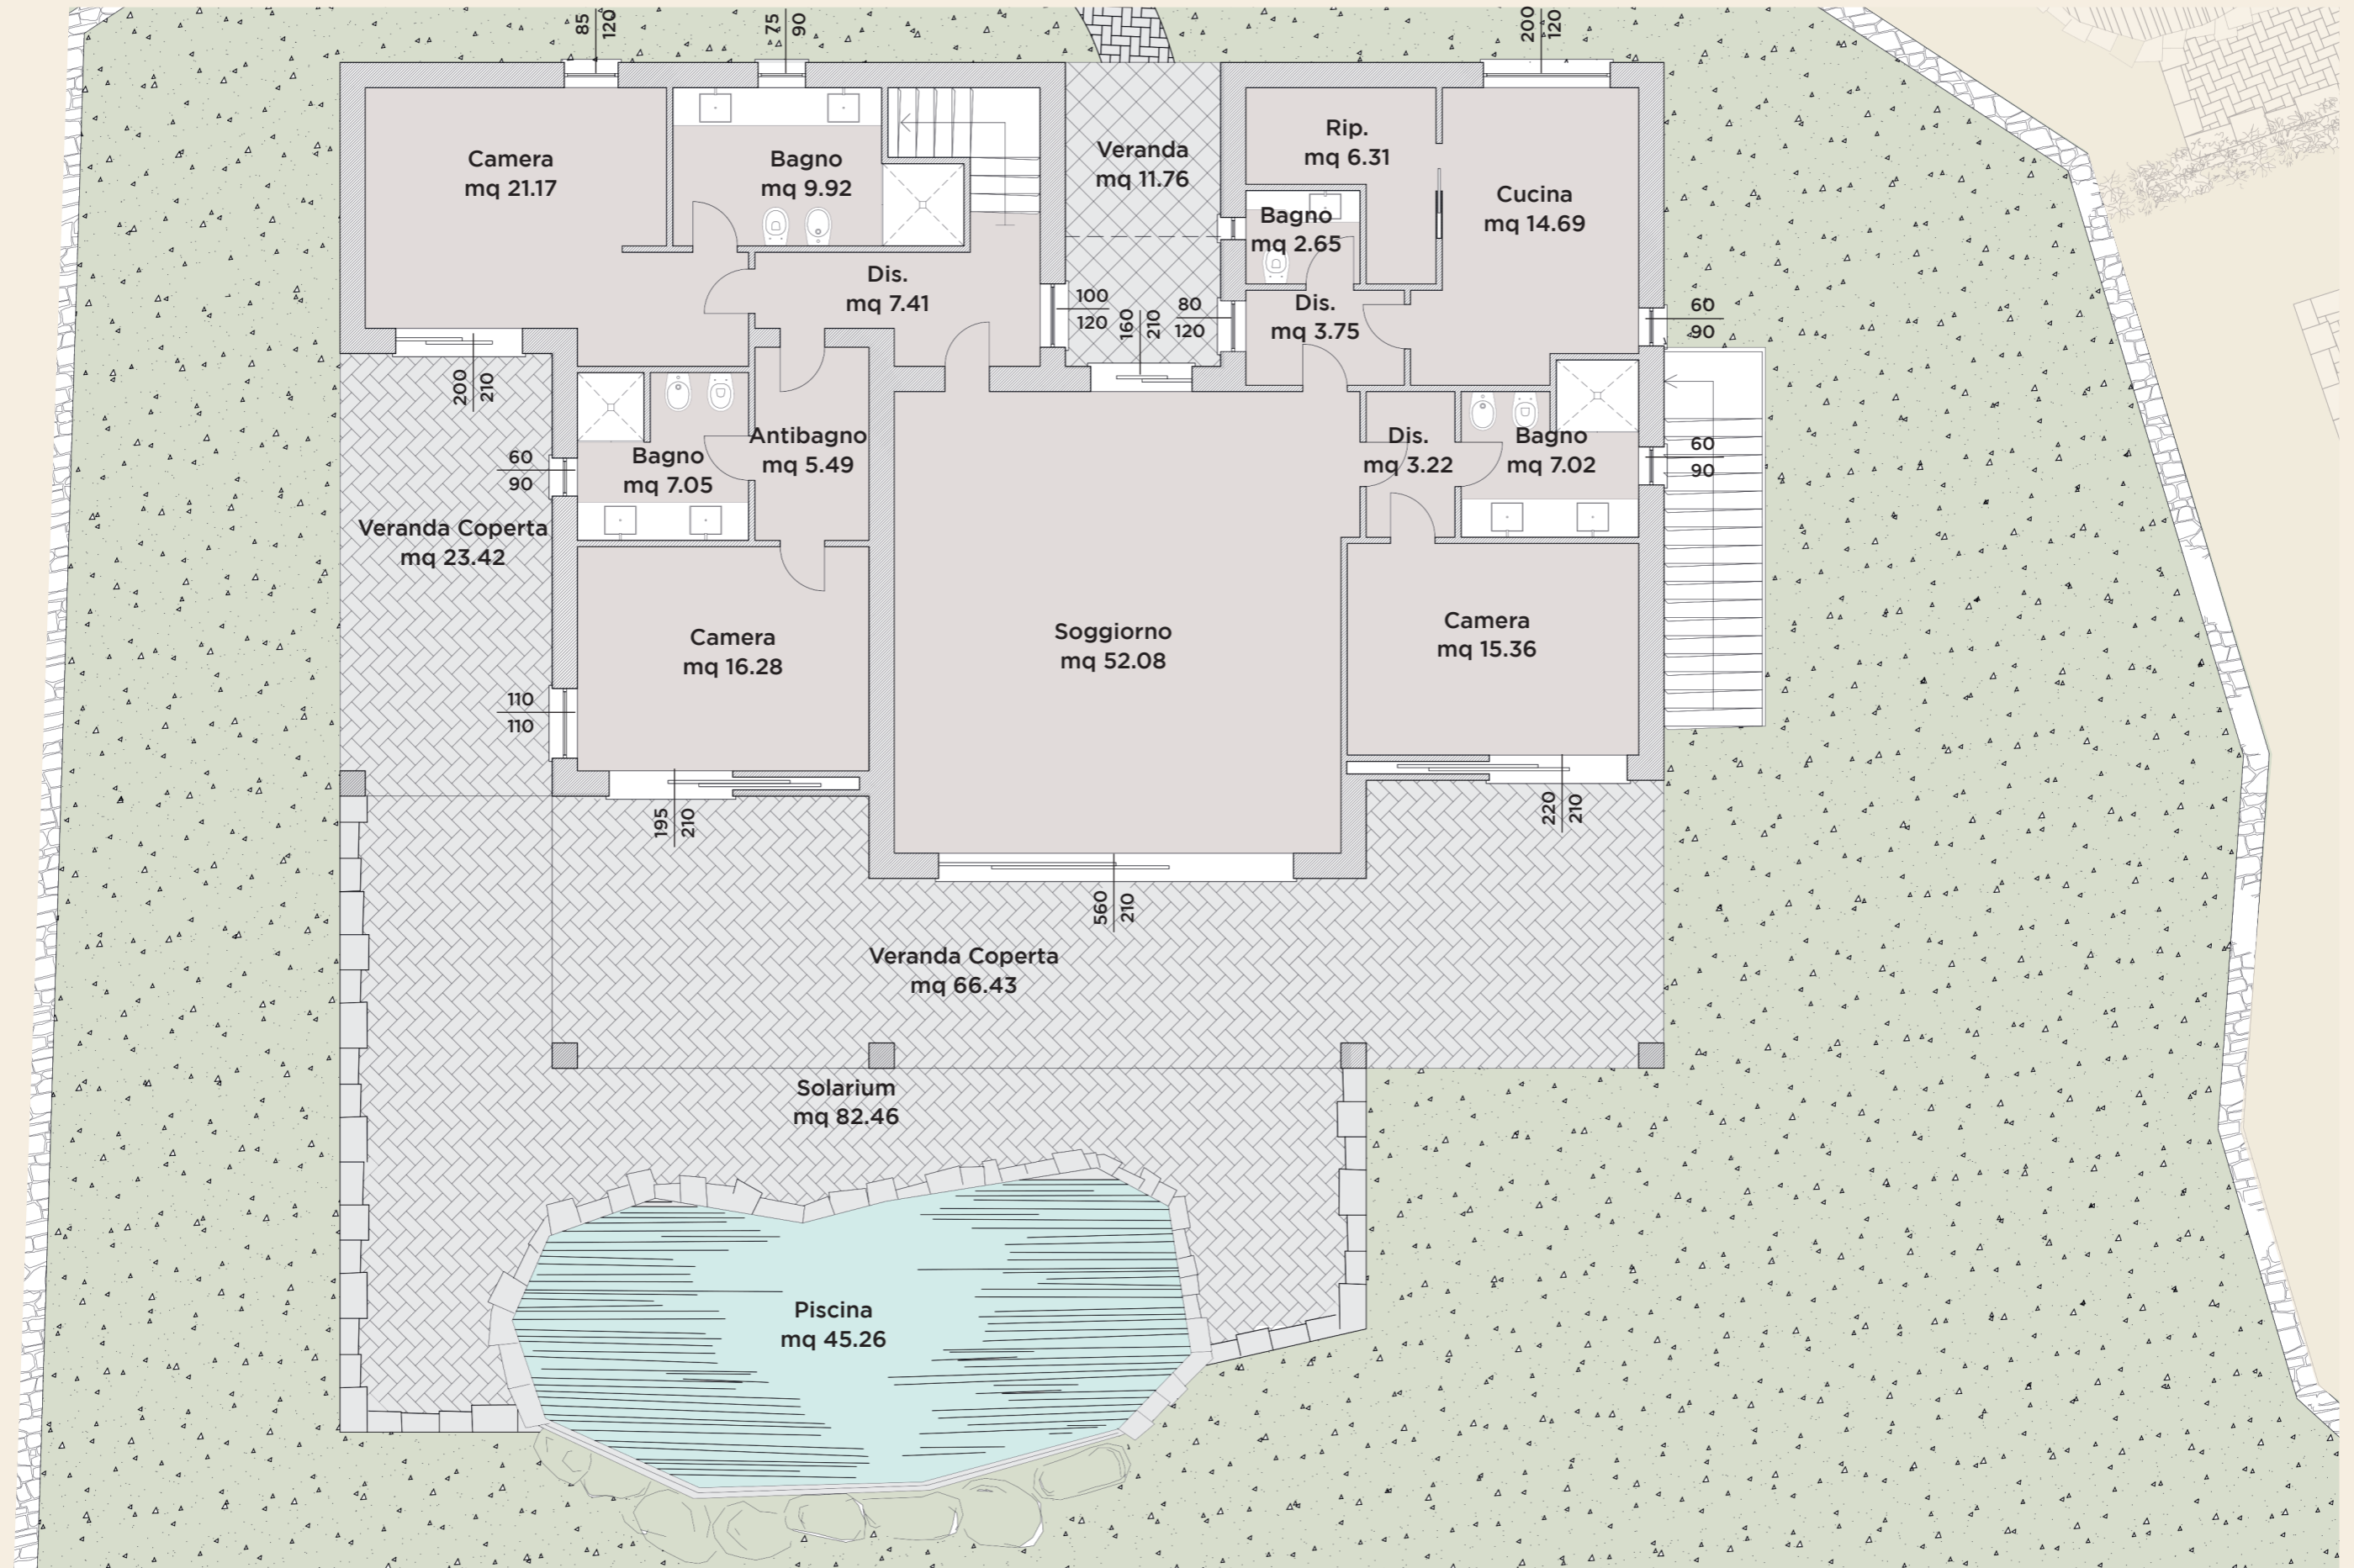 85
120
75
90
200
120
Camera
mq 21.17
Bagno
mq 9.92
Veranda
mq 11.76
Rip.
mq 6.31
Cucina
mq 14.69
Bagno
mq 2.65
Dis.
mq 7.41
100
120
160
210
80
120
Dis.
mq 3.75
60
90
200
210
60
90
Bagno
mq 7.05
Antibagno
mq 5.49
Dis.
mq 3.22
Bagno
mq 7.02
60
90
Veranda Coperta
mq 23.42
Camera
mq 16.28
Soggiorno
mq 52.08
Camera
mq 15.36
110
110
195
210
220
210
560
210
Veranda Coperta
mq 66.43
Solarium
mq 82.46
Piscina
mq 45.26